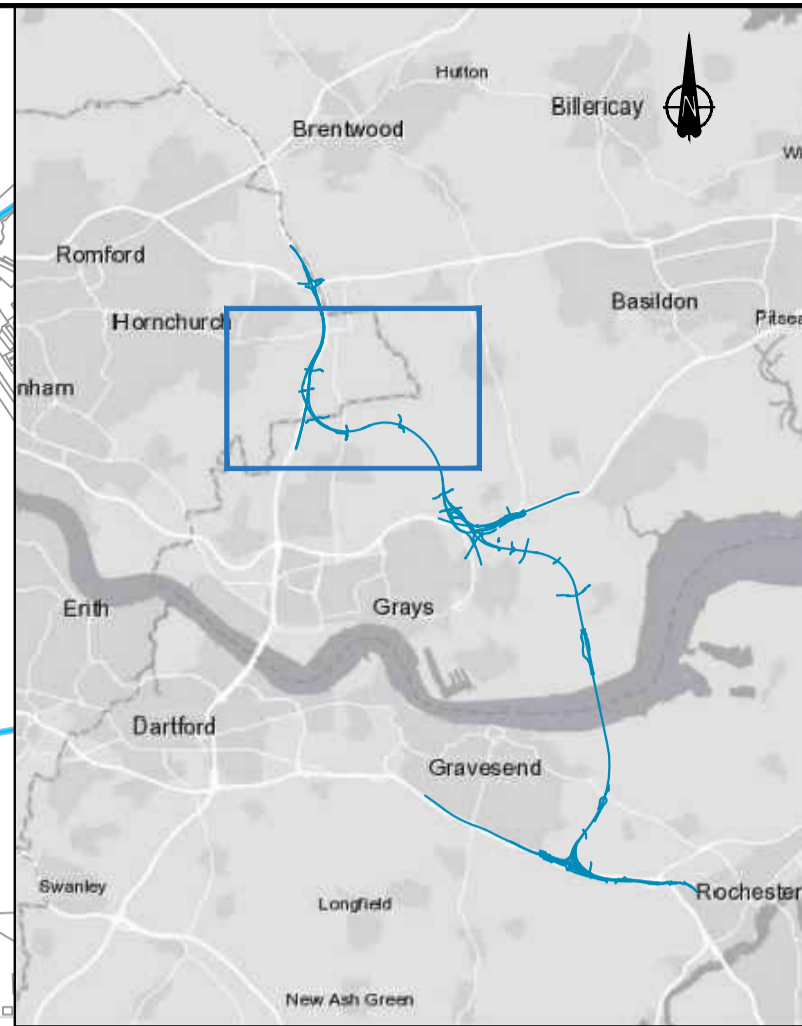 Hutton
Billericay
N
Brentwood
Romford
Basildon
Hornchurch
Pitsea
nham
Erith
Grays
Dartford
Gravesend
Swanley
Rochester
Longfield
New Ash Green